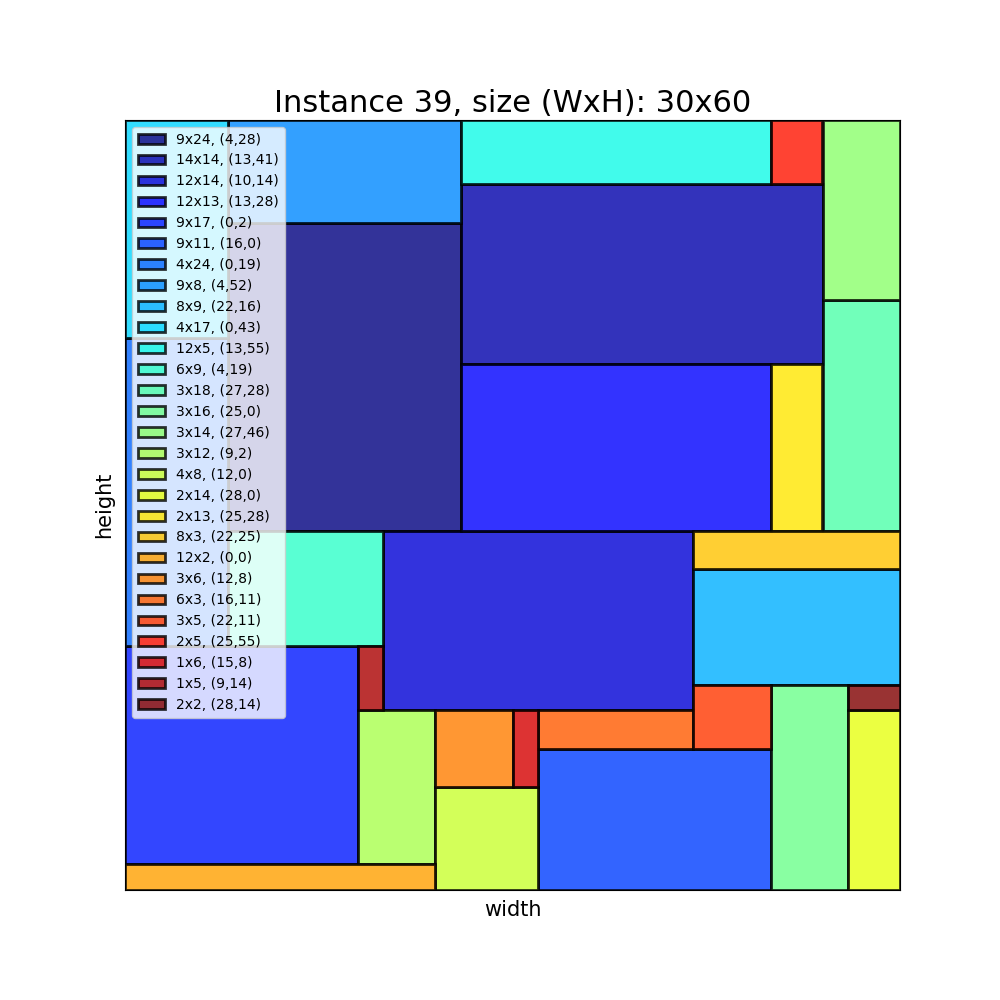 Instance 39, size (WxH): 30x60
9x24, (4,28)
14x14, (13,41)
12x14, (10,14)
12x13, (13,28)
9x17, (0,2)
9x11, (16,0)
4x24, (0,19)
9x8, (4,52)
8x9, (22,16)
4x17, (0,43)
12x5, (13,55)
6x9, (4,19)
3x18, (27,28)
3x16, (25,0)
3x14, (27,46)
3x12, (9,2)
4x8, (12,0)
2x14, (28,0)
2x13, (25,28)
8x3, (22,25)
12x2, (0,0)
3x6, (12,8)
6x3, (16,11)
3x5, (22,11)
2x5, (25,55)
1x6, (15,8)
1x5, (9,14)
2x2, (28,14)
height
width